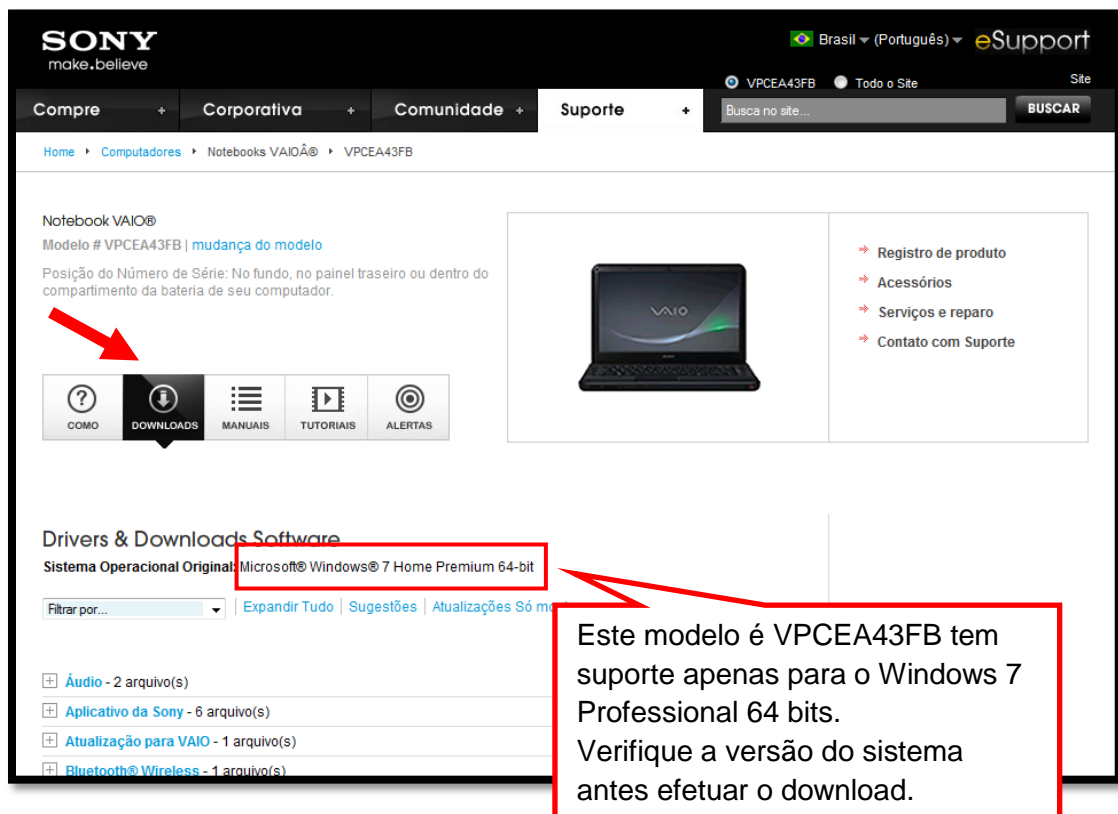 SONY
make.believe
Brasil (Português) eSupport
VPCEA43FB Todo o Site Site
Compre + Corporativa + Comunidade + Suporte + Busca no site... BUSCAR
Home Computadores Notebooks VAIOÂ® VPCEA43FB
Notebook VAIO®
Modelo # VPCEA43FB | mudança do modelo
Posição do Número de Série: No fundo, no painel traseiro ou dentro do
compartimento da bateria de seu computador.
VAIO
Registro de produto
Acessórios
Serviços e reparo
Contato com Suporte
COMO DOWNLOADS MANUAIS TUTORIAIS ALERTAS
Drivers & Downloads Software
Sistema Operacional Original: Microsoft® Windows® 7 Home Premium 64-bit
Filtrar por... | Expandir Tudo | Sugestões | Atualizações Só
Áudio - 2 arquivo(s)
Aplicativo da Sony - 6 arquivo(s)
Atualização para VAIO - 1 arquivo(s)
Bluetooth® Wireless - 1 arquivo(s)
Este modelo é VPCEA43FB tem
suporte apenas para o Windows 7
Professional 64 bits.
Verifique a versão do sistema
antes efetuar o download.